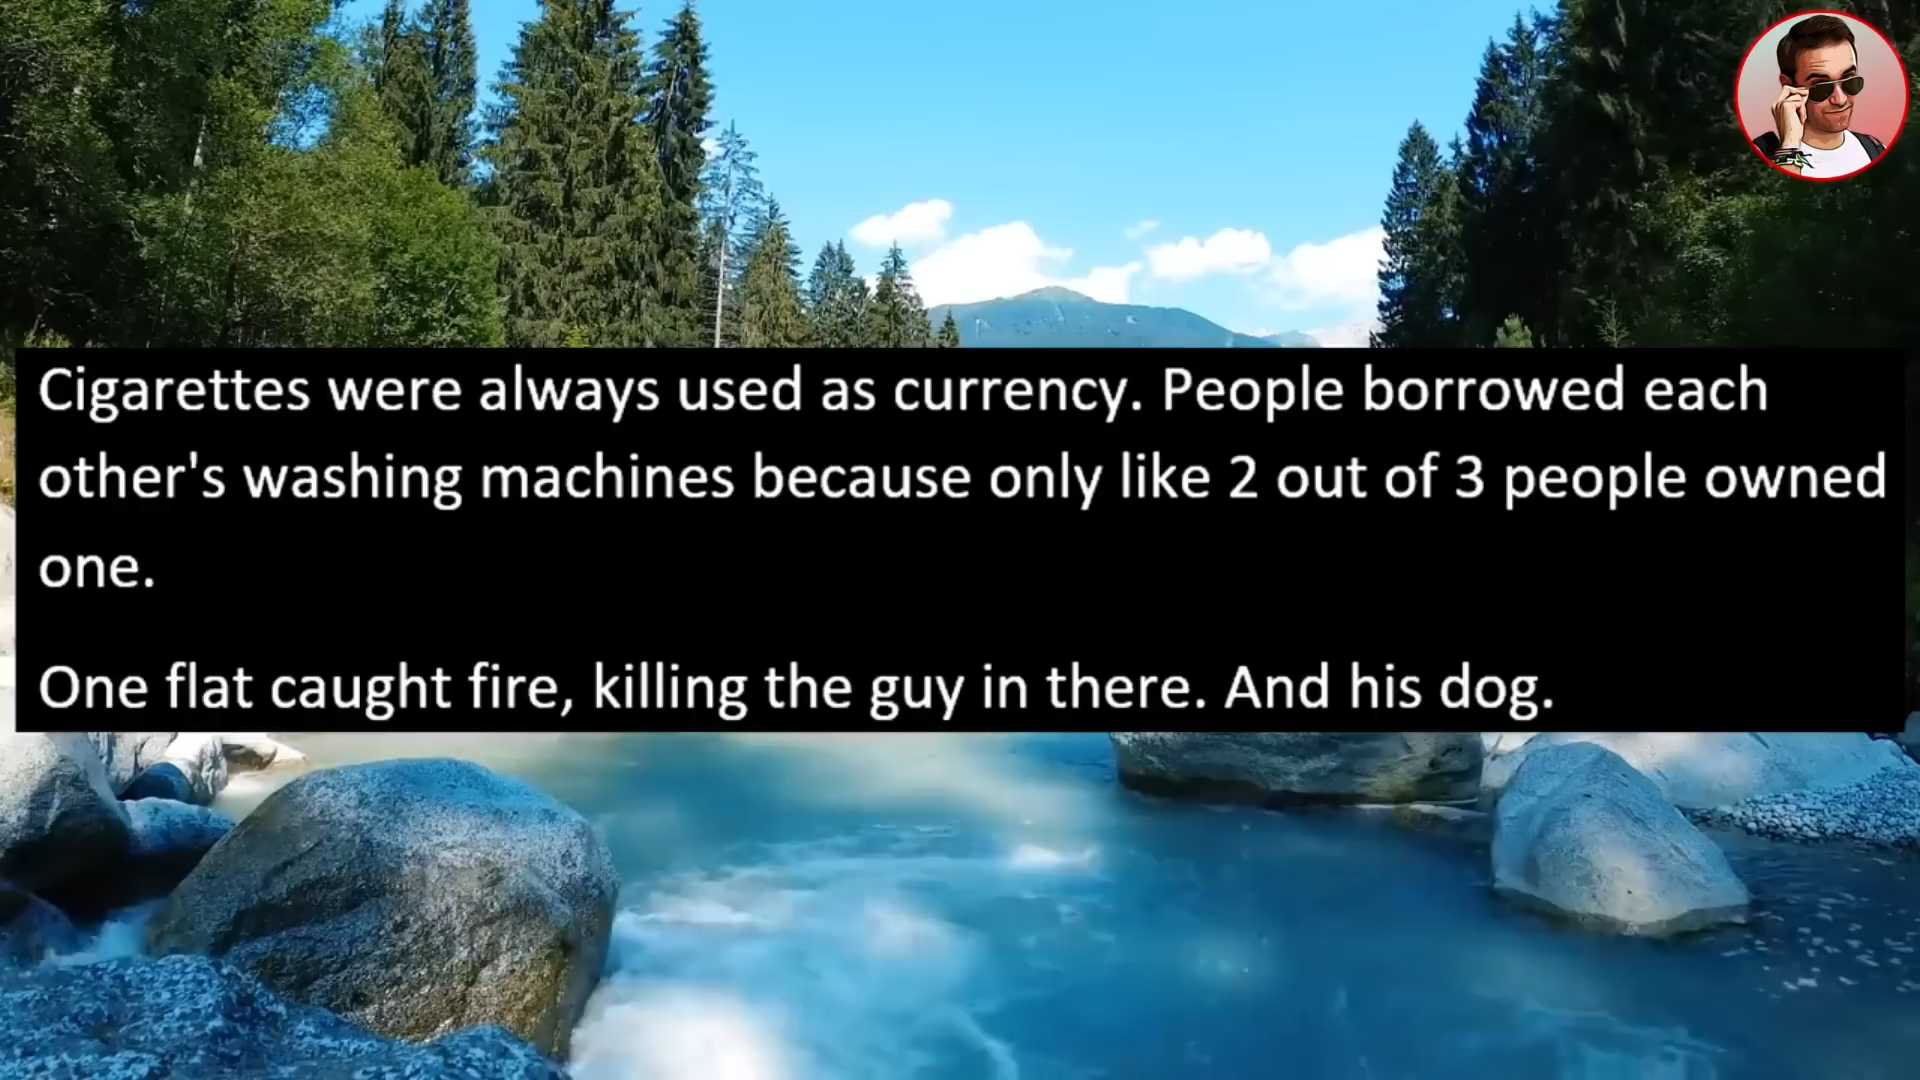 Cigarettes were always used as currency. People borrowed each
other's washing machines because only like 2 out of 3 people owned
one.
One flat caught fire, killing the guy in there. And his dog.